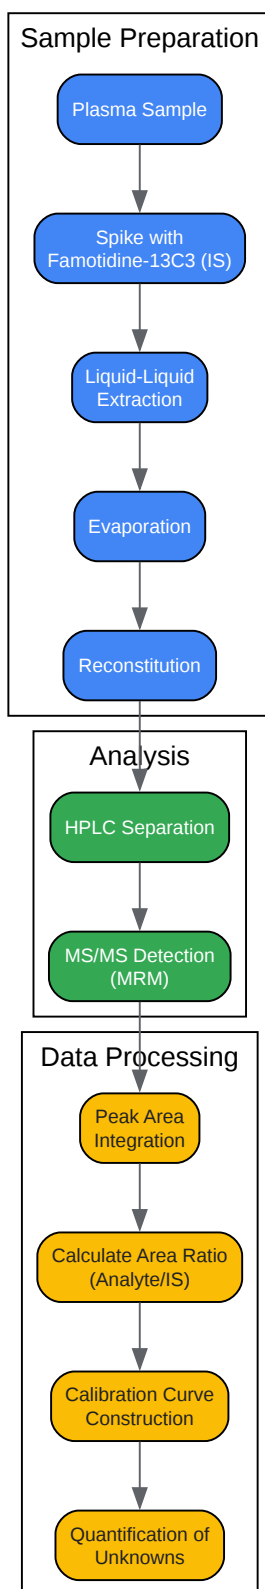 Sample Preparation
Plasma Sample
Spike with
Famotidine-13C3 (IS)
Liquid-Liquid
Extraction
Evaporation
Reconstitution
Analysis
HPLC Separation
MS/MS Detection
(MRM)
Data Processing
Peak Area
Integration
Calculate Area Ratio
(Analyte/IS)
Calibration Curve
Construction
Quantification of
Unknowns